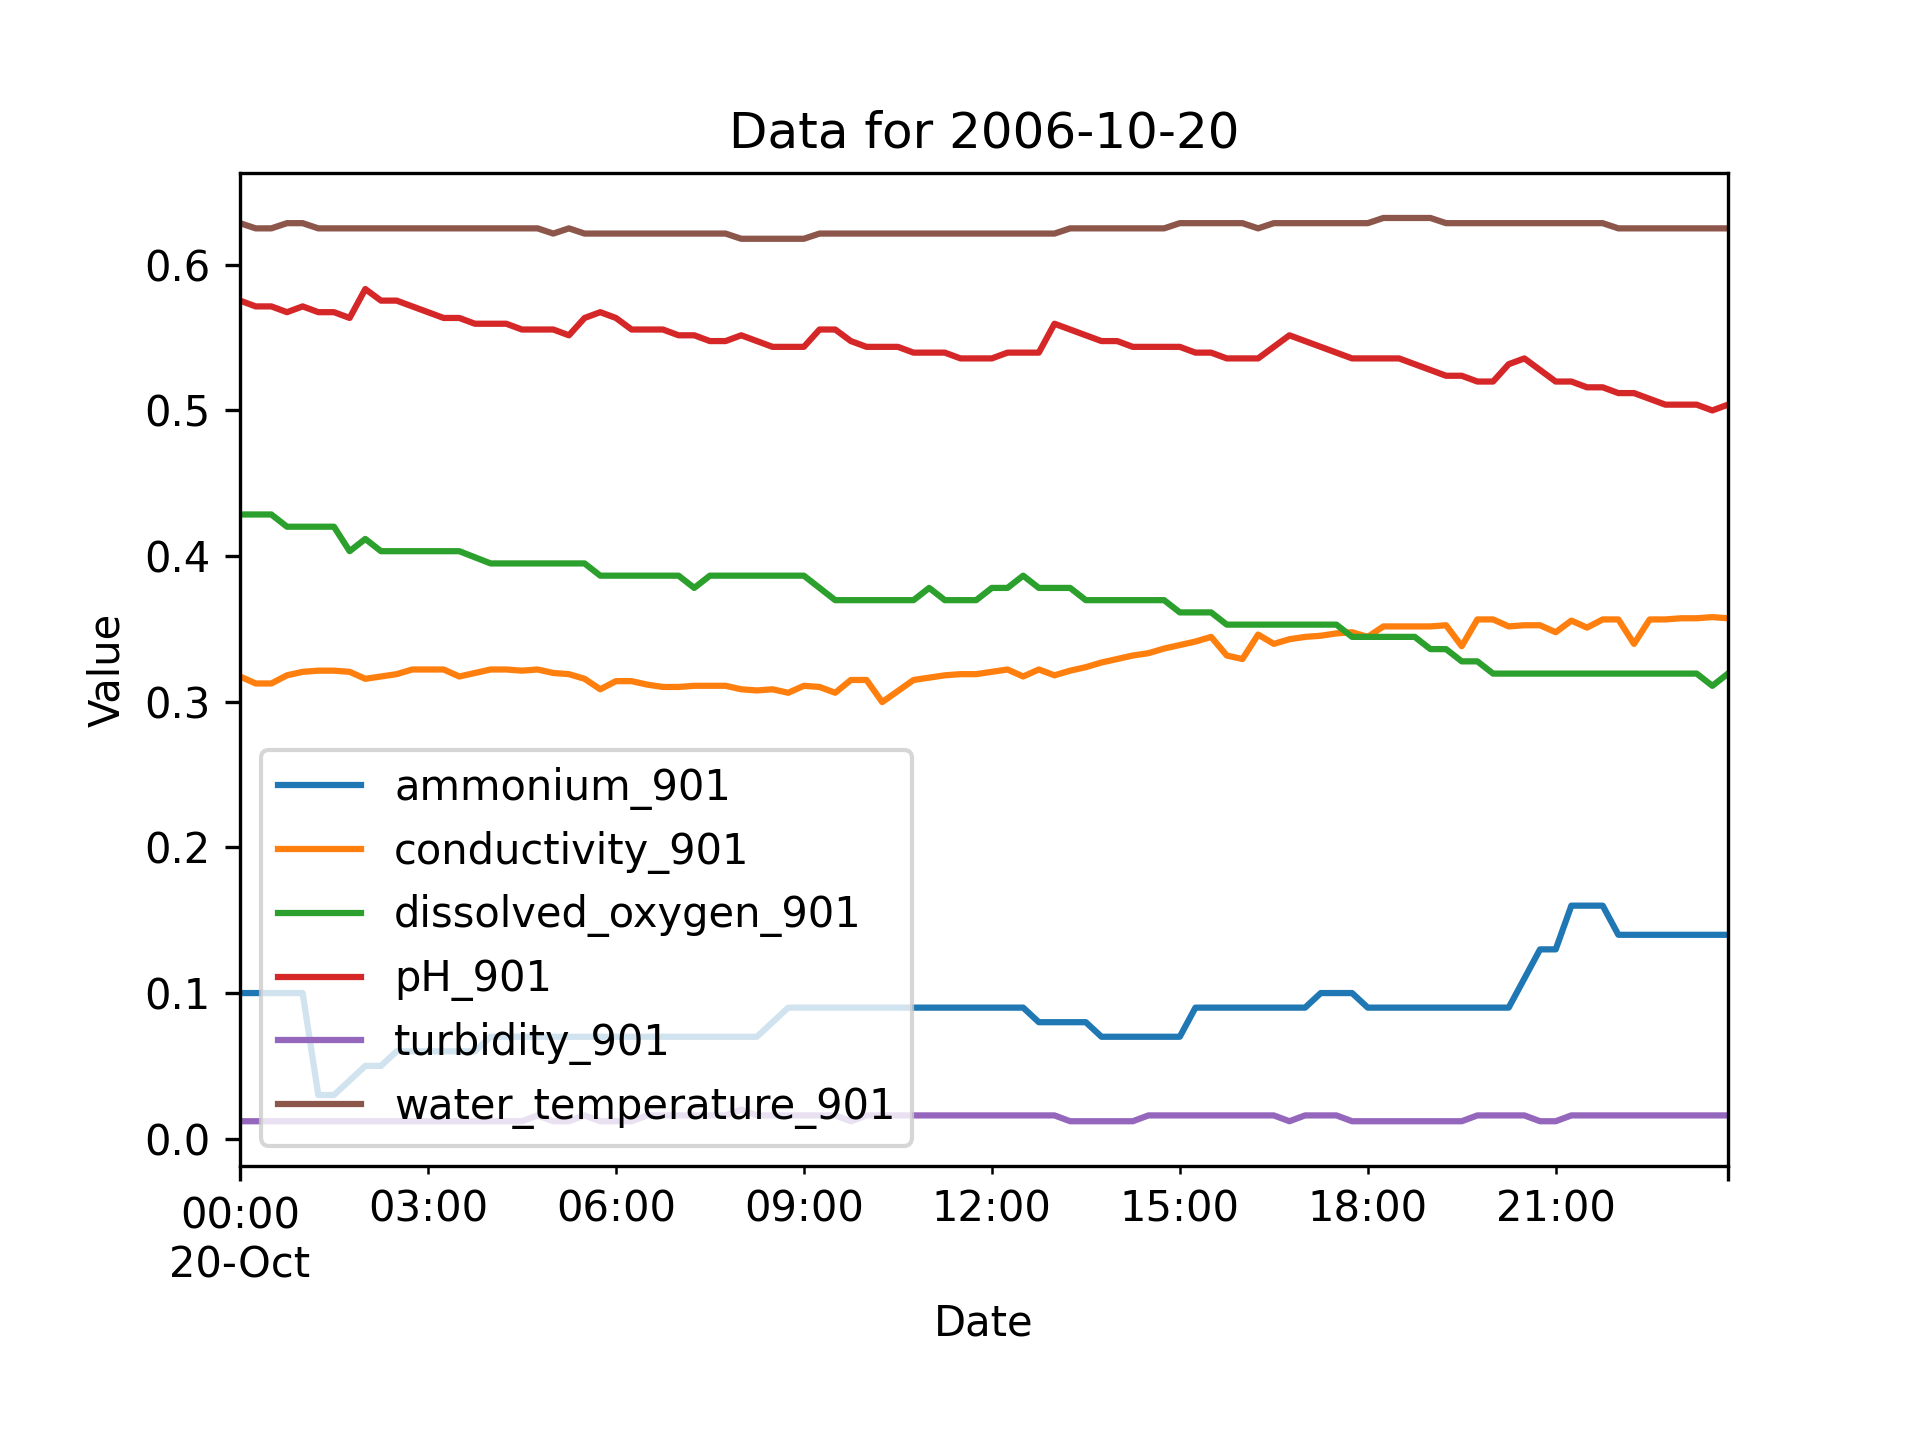 Data for 2006-10-20
Value
0.6
0.5
0.4
0.3
0.2
0.1
0.0
ammonium_901
conductivity_901
dissolved_oxygen_901
pH_901
turbidity_901
water_temperature_901
00:00 03:00 06:00 09:00 12:00 15:00 18:00 21:00
20-Oct
Date